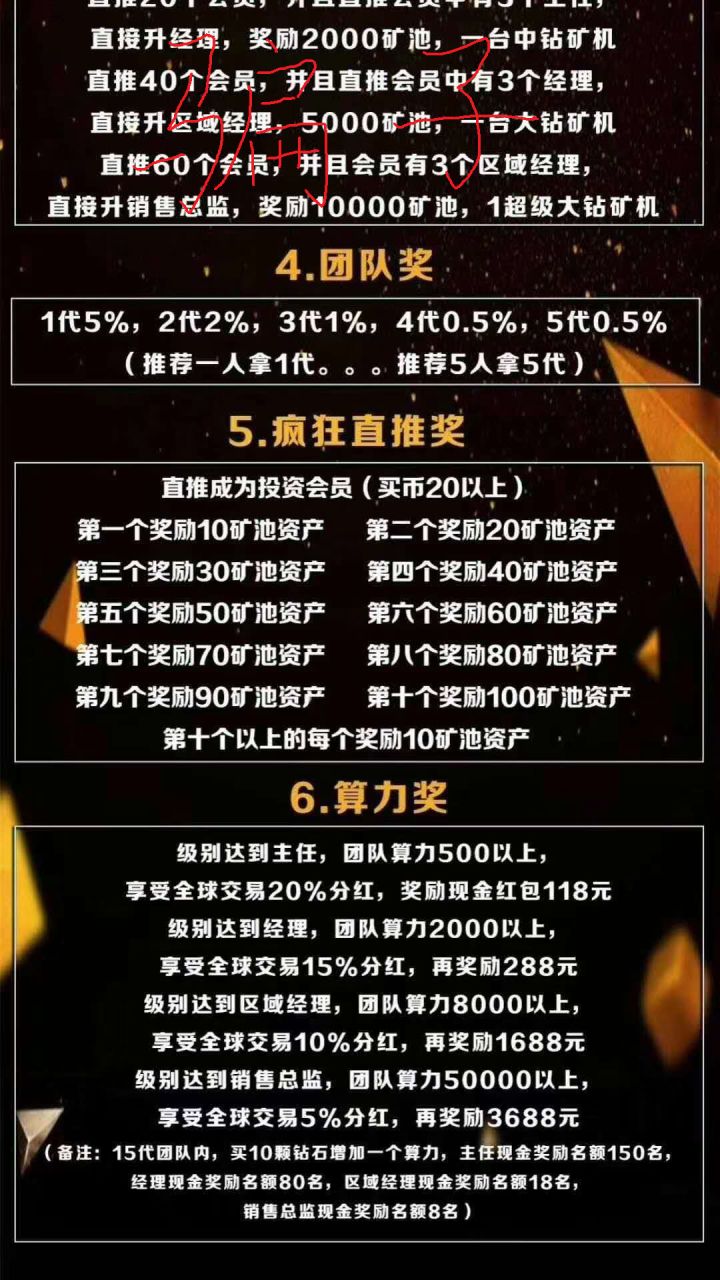 直推20个会员，并且直推会员中有3个主任，
直接升经理，奖励2000矿池，一台中钻矿机
直推40个会员，并且直推会员中有3个经理，
直接升区域经理，5000矿池，一台大钻矿机
直推60个会员，并且会员有3个区域经理，
直接升销售总监，奖励10000矿池，1超级大钻矿机
骗子
4.团队奖
1代5%，2代2%，3代1%，4代0.5%，5代0.5%
（推荐一人拿1代。。。推荐5人拿5代）
5.疯狂直推奖
直推成为投资会员（买币20以上）
第一个奖励10矿池资产 第二个奖励20矿池资产
第三个奖励30矿池资产 第四个奖励40矿池资产
第五个奖励50矿池资产 第六个奖励60矿池资产
第七个奖励70矿池资产 第八个奖励80矿池资产
第九个奖励90矿池资产 第十个奖励100矿池资产
第十个以上的每个奖励10矿池资产
6.算力奖
级别达到主任，团队算力500以上，
享受全球交易20%分红，奖励现金红包118元
级别达到经理，团队算力2000以上，
享受全球交易15%分红，再奖励288元
级别达到区域经理，团队算力8000以上，
享受全球交易10%分红，再奖励1688元
级别达到销售总监，团队算力50000以上，
享受全球交易5%分红，再奖励3688元
（备注：15代团队内，买10颗钻石增加一个算力，主任现金奖励名额150名，
经理现金奖励名额80名，区域经理现金奖励名额18名，
销售总监现金奖励名额8名）